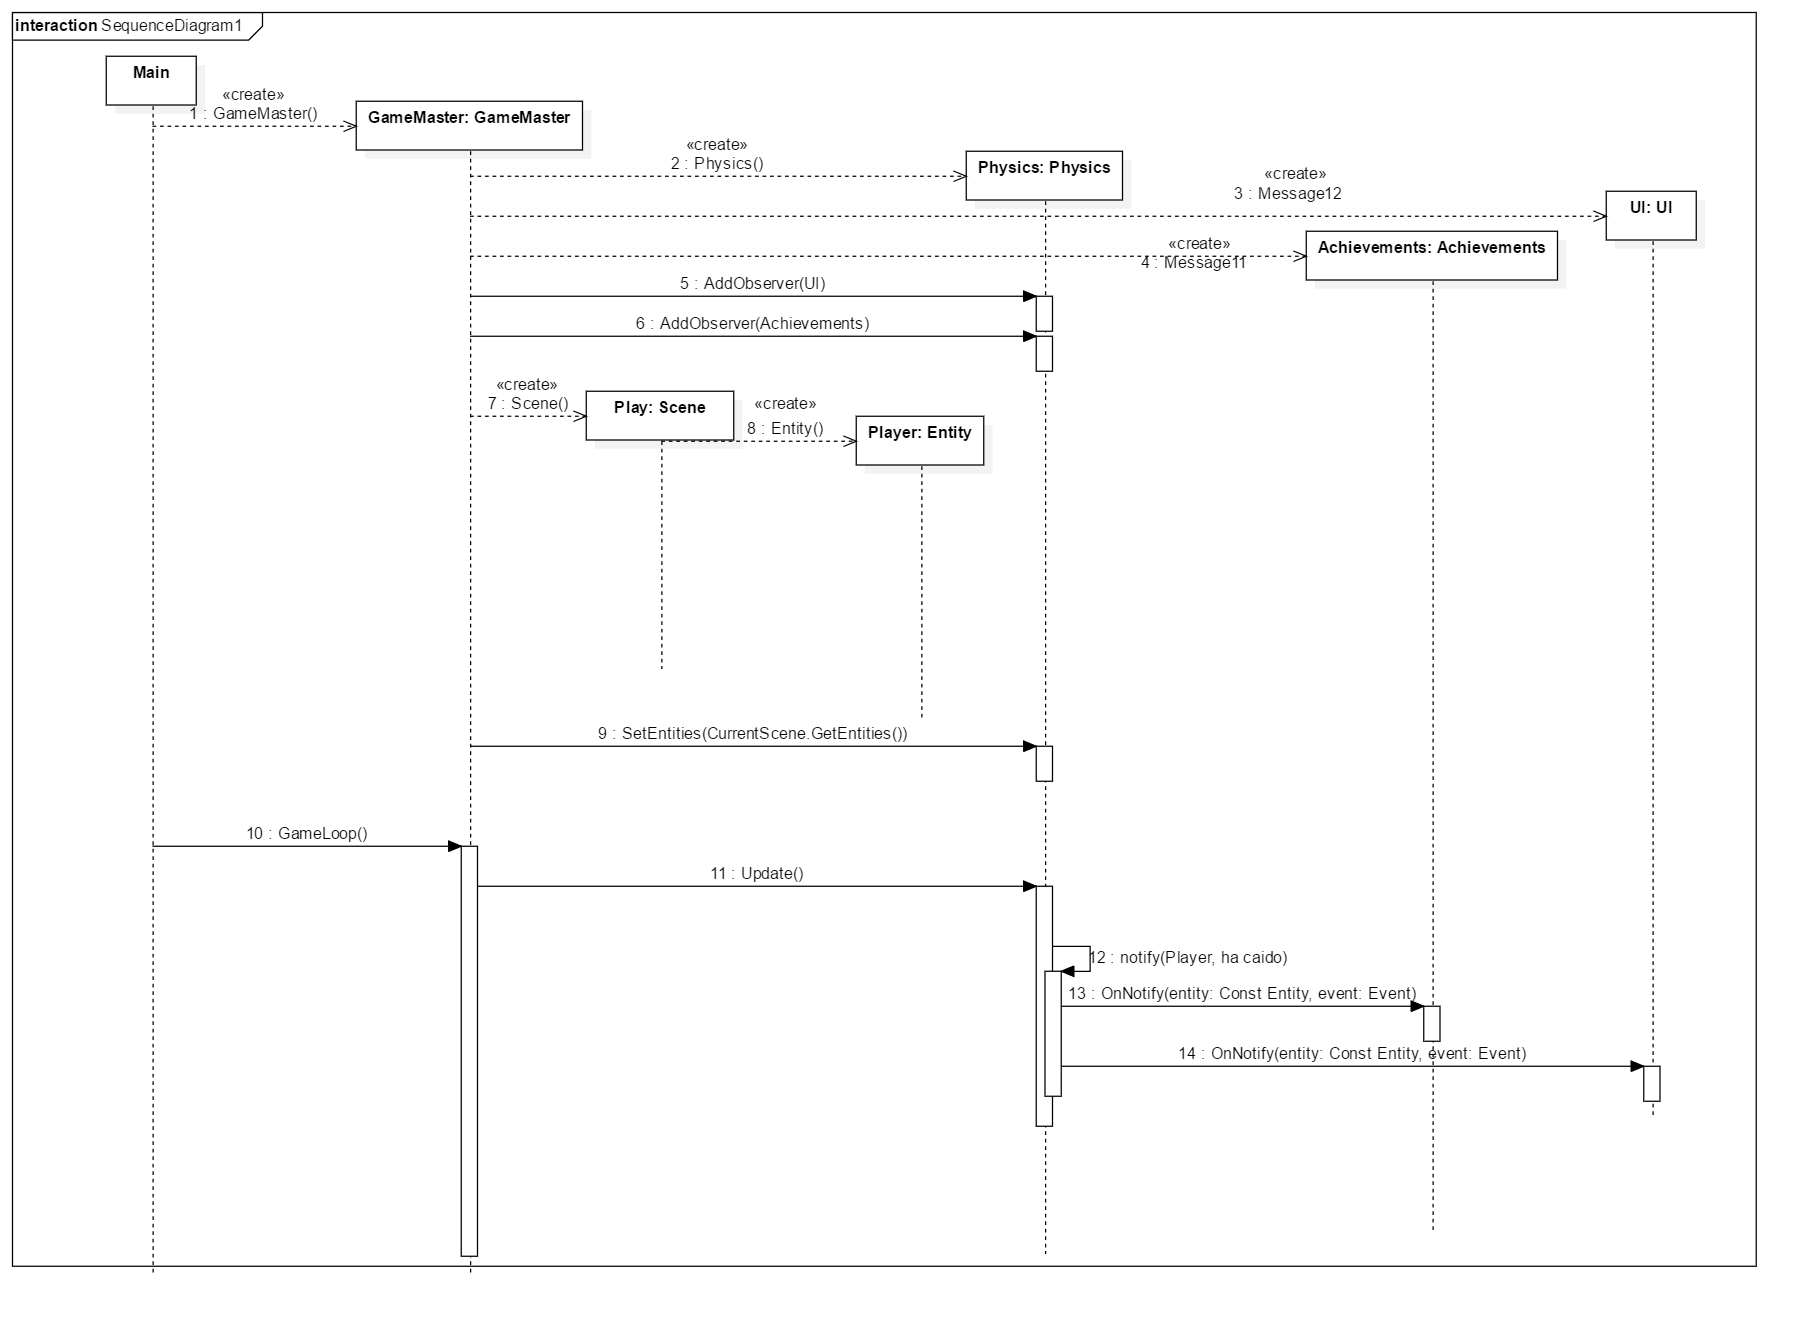 interaction SequenceDiagram1
Main
«create»
1 : GameMaster()
GameMaster: GameMaster
«create»
2 : Physics()
Physics: Physics
«create»
3 : Message12
UI: UI
«create»
4 : Message11
Achievements: Achievements
5 : AddObserver(UI)
6 : AddObserver(Achievements)
«create»
7 : Scene()
Play: Scene
«create»
8 : Entity()
Player: Entity
9 : SetEntities(CurrentScene.GetEntities())
10 : GameLoop()
11 : Update()
12 : notify(Player, ha caido)
13 : OnNotify(entity: Const Entity, event: Event)
14 : OnNotify(entity: Const Entity, event: Event)